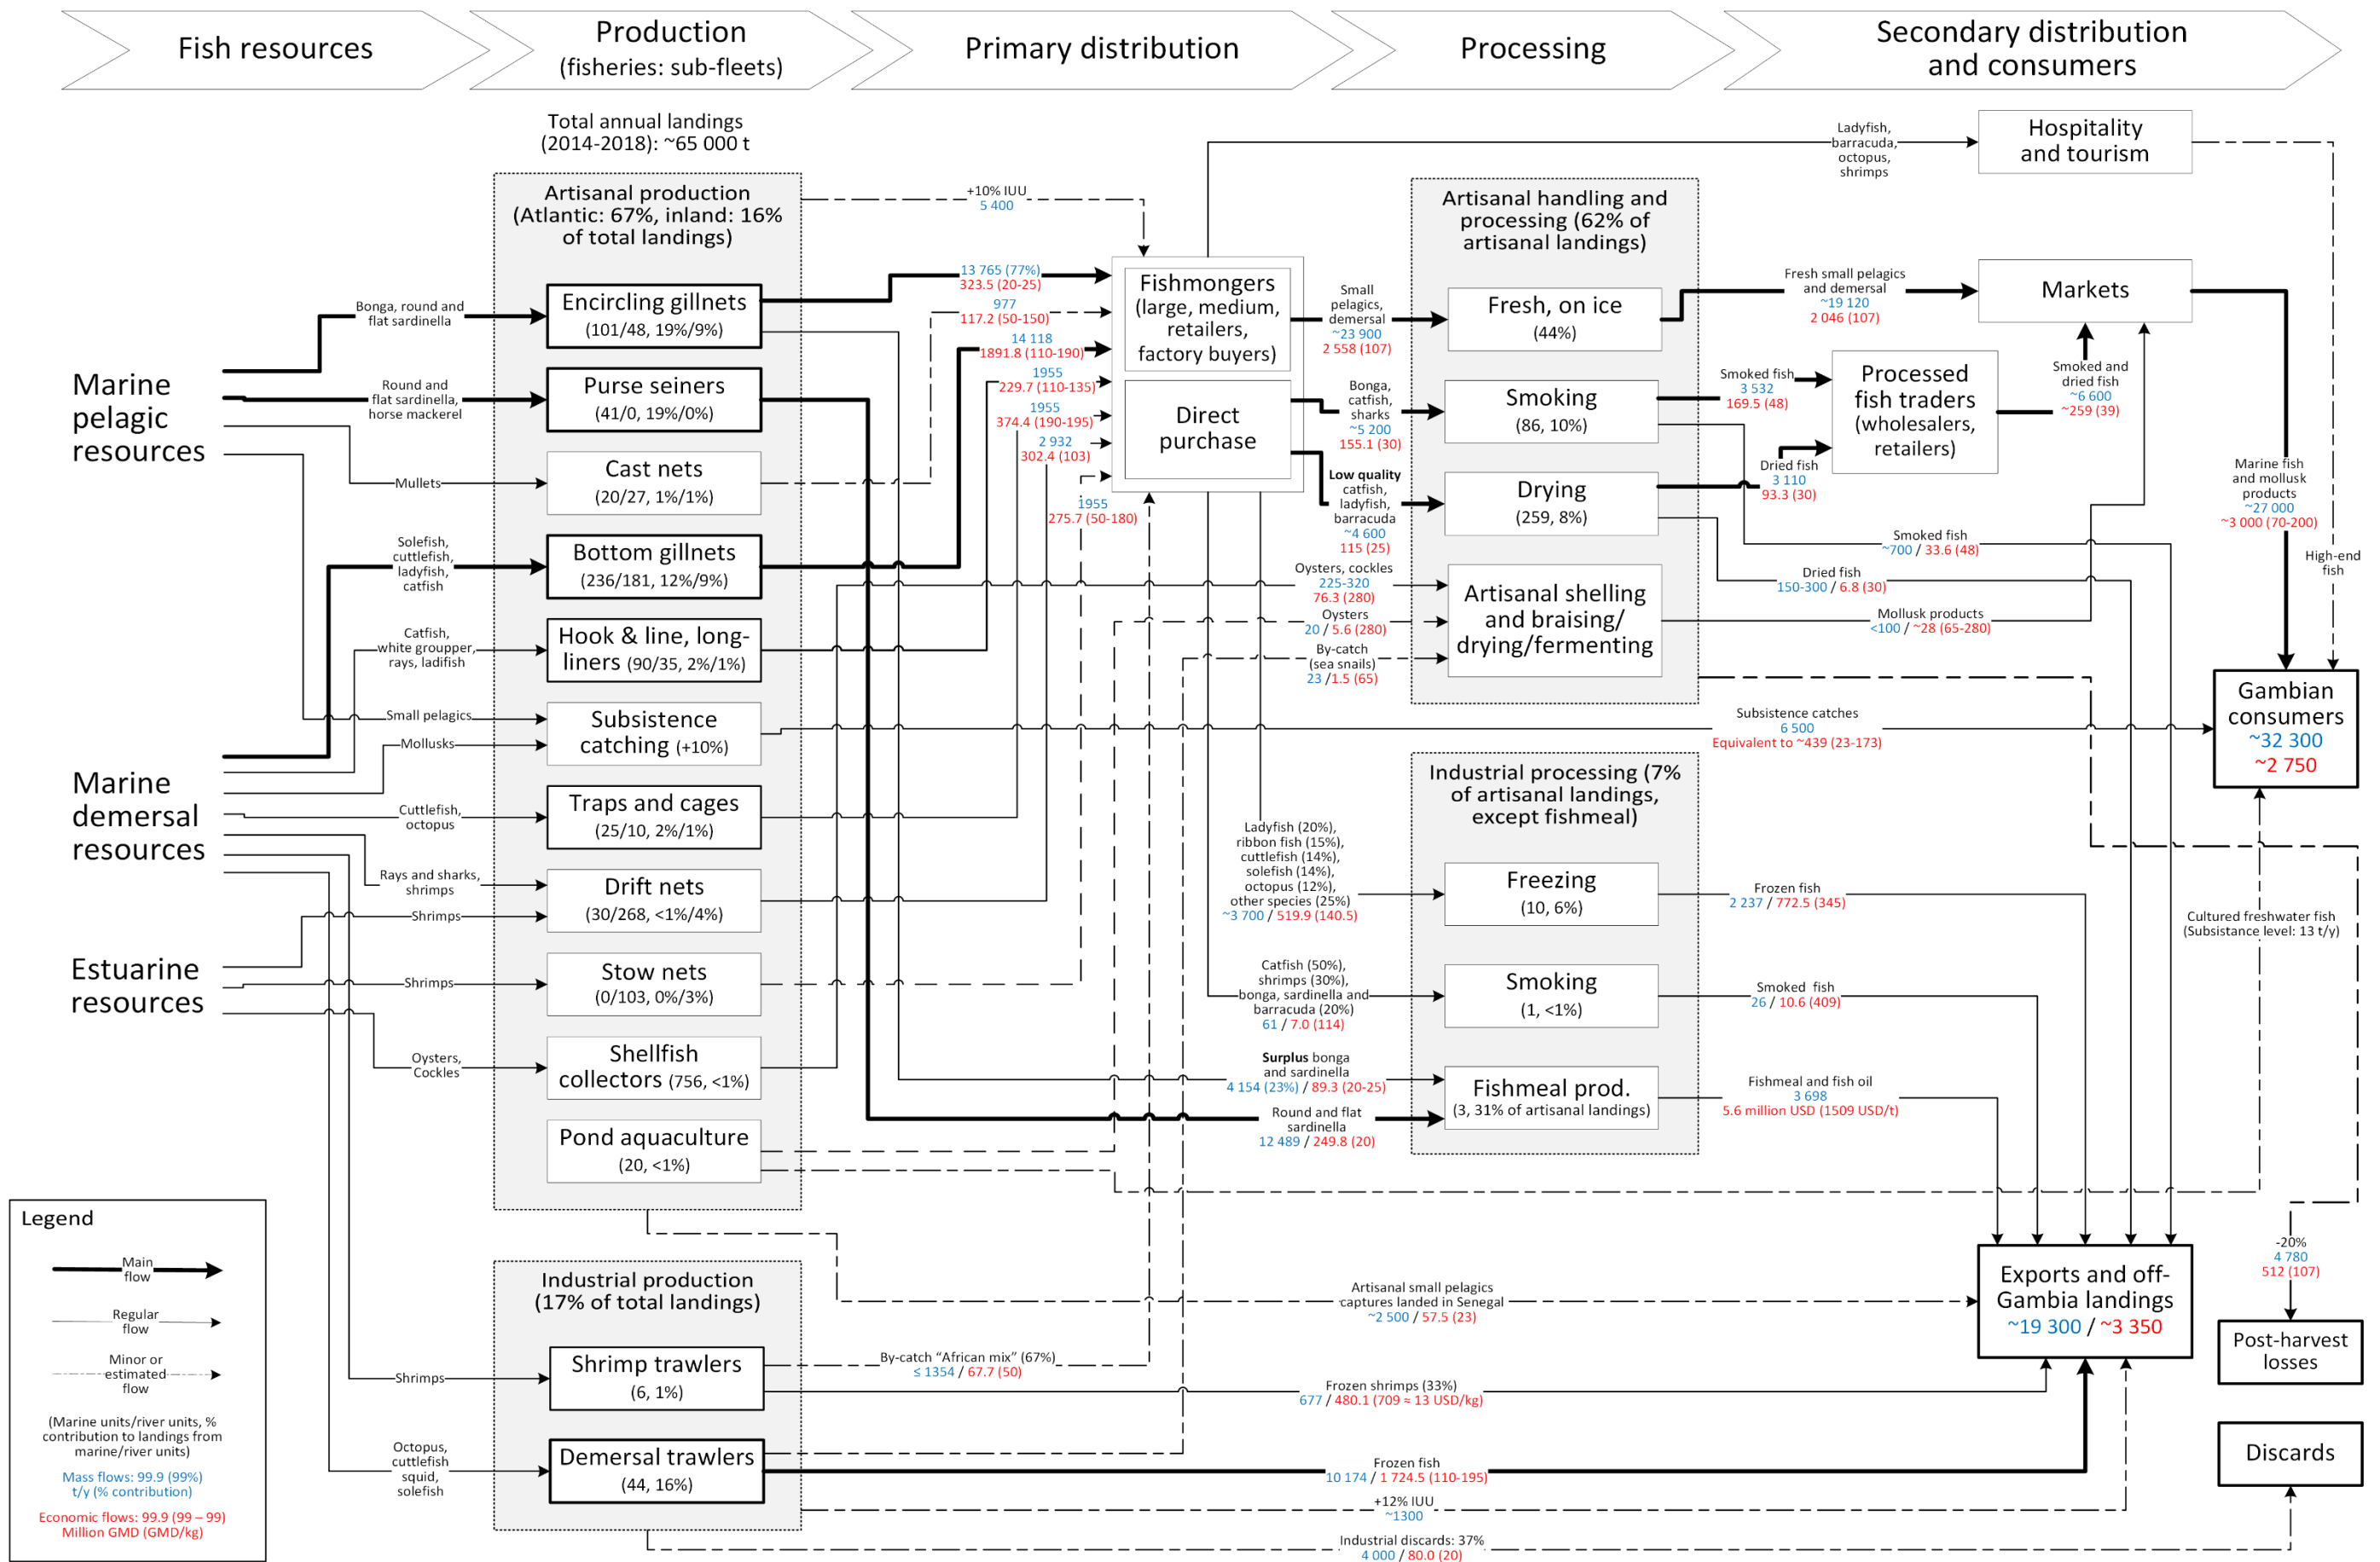 Fish resources
Production
(fisheries: sub-fleets)
Primary distribution
Processing
Secondary distribution
and consumers
Total annual landings
(2014-2018): ~65 000 t
Artisanal production
(Atlantic: 67%, inland: 16%
of total landings)
Encircling gillnets
(101/48, 19%/9%)
Purse seiners
(41/0, 19%/0%)
Cast nets
(20/27, 1%/1%)
Bottom gillnets
(236/181, 12%/9%)
Hook & line, long-
liners (90/35, 2%/1%)
Subsistence
catching (+10%)
Traps and cages
(25/10, 2%/1%)
Drift nets
(30/268, <1%/4%)
Stow nets
(0/103, 0%/3%)
Shellfish
collectors (756, <1%)
Pond aquaculture
(20, <1%)
Industrial production
(17% of total landings)
Shrimp trawlers
(6, 1%)
Demersal trawlers
(44, 16%)
Marine
pelagic
resources
Marine
demersal
resources
Estuarine
resources
Bonga, round and
flat sardinella
Round and
flat sardinella,
horse mackerel
Mullets
Solefish,
cuttlefish,
ladyfish,
catfish
Catfish,
white groupper,
rays, ladifish
Small pelagics
Mollusks
Cuttlefish,
octopus
Rays and sharks,
shrimps
Shrimps
Shrimps
Oysters,
Cockles
Shrimps
Octopus,
cuttlefish
squid,
solefish
+10% IUU
5 400
13 765 (77%)
323.5 (20-25)
977
117.2 (50-150)
14 118
1891.8 (110-190)
1955
229.7 (110-135)
1955
374.4 (190-195)
2 932
302.4 (103)
1955
275.7 (50-180)
Fishmongers
(large, medium,
retailers,
factory buyers)
Direct
purchase
Small
pelagics,
demersal
~23 900
2 558 (107)
Bonga,
catfish,
sharks
~5 200
155.1 (30)
Low quality
catfish,
ladyfish,
barracuda
~4 600
115 (25)
Oysters, cockles
225-320
76.3 (280)
Oysters
20 / 5.6 (280)
By-catch
(sea snails)
23 /1.5 (65)
Ladyfish (20%),
ribbon fish (15%),
cuttlefish (14%),
solefish (14%),
octopus (12%),
other species (25%)
~3 700 / 519.9 (140.5)
Catfish (50%),
shrimps (30%),
bonga, sardinella and
barracuda (20%)
61 / 7.0 (114)
Surplus bonga
and sardinella
4 154 (23%) / 89.3 (20-25)
Round and flat
sardinella
12 489 / 249.8 (20)
Artisanal handling and
processing (62% of
artisanal landings)
Fresh, on ice
(44%)
Smoking
(86, 10%)
Drying
(259, 8%)
Artisanal shelling
and braising/
drying/fermenting
Industrial processing (7%
of artisanal landings,
except fishmeal)
Freezing
(10, 6%)
Smoking
(1, <1%)
Fishmeal prod.
(3, 31% of artisanal landings)
Ladyfish,
barracuda,
octopus,
shrimps
Hospitality
and tourism
Fresh small pelagics
and demersal
~19 120
2 046 (107)
Markets
Smoked fish
3 532
169.5 (48)
Dried fish
3 110
93.3 (30)
Processed
fish traders
(wholesalers,
retailers)
Smoked and
dried fish
~6 600
~259 (39)
Smoked fish
~700 / 33.6 (48)
Dried fish
150-300 / 6.8 (30)
Mollusk products
<100 / ~28 (65-280)
Marine fish
and mollusk
products
~27 000
~3 000 (70-200)
High-end
fish
Subsistence catches
6 500
Equivalent to ~439 (23-173)
Gambian
consumers
~32 300
~2 750
Frozen fish
2 237 / 772.5 (345)
Smoked fish
26 / 10.6 (409)
Fishmeal and fish oil
3 698
5.6 million USD (1509 USD/t)
Cultured freshwater fish
(Subsistance level: 13 t/y)
Artisanal small pelagics
captures landed in Senegal
~2 500 / 57.5 (23)
By-catch “African mix” (67%)
≤ 1354 / 67.7 (50)
Frozen shrimps (33%)
677 / 480.1 (709 ≈ 13 USD/kg)
Frozen fish
10 174 / 1 724.5 (110-195)
+12% IUU
~1300
Industrial discards: 37%
4 000 / 80.0 (20)
Exports and off-
Gambia landings
~19 300 / ~3 350
-20%
4 780
512 (107)
Post-harvest
losses
Discards
Legend
Main
flow
Regular
flow
Minor or
estimated
flow
(Marine units/river units, %
contribution to landings from
marine/river units)
Mass flows: 99.9 (99%)
t/y (% contribution)
Economic flows: 99.9 (99 – 99)
Million GMD (GMD/kg)